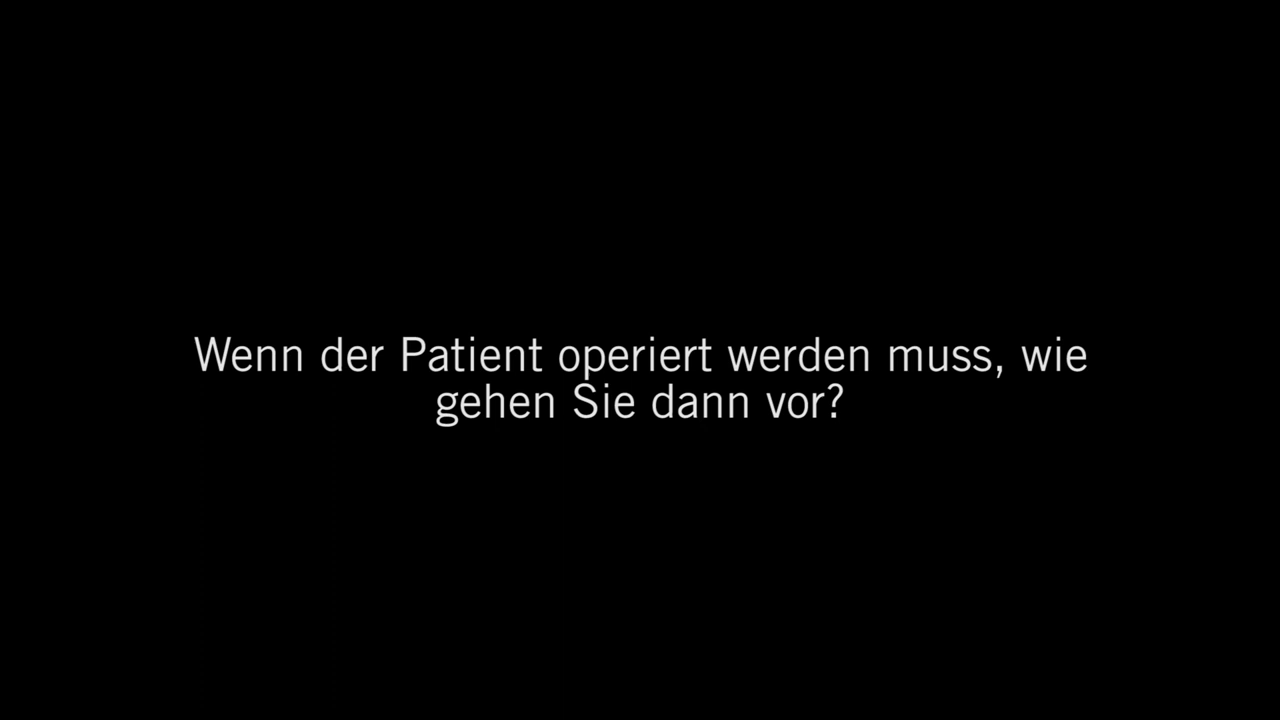 Wenn der Patient operiert werden muss, wie
gehen Sie dann vor?